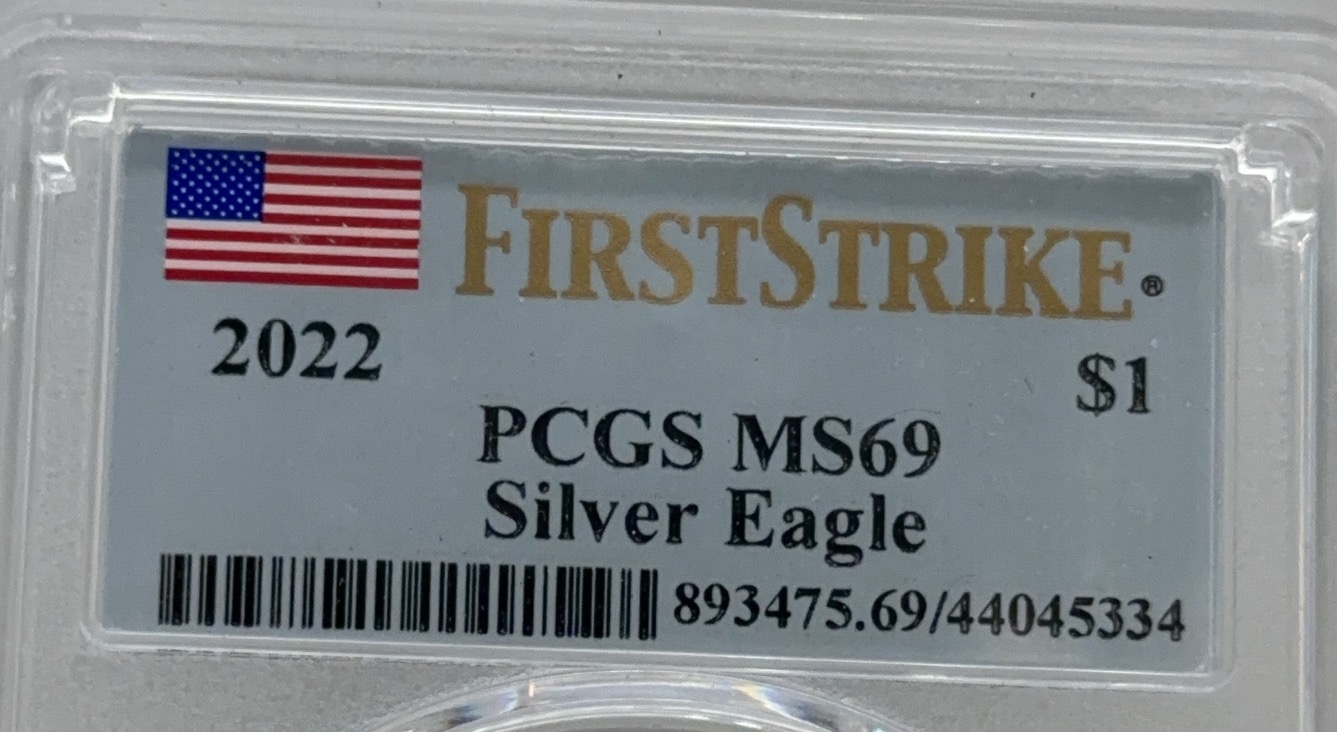 FIRSTSTRIKE®
2022 $1
PCGS MS69
Silver Eagle
893475.69/44045334